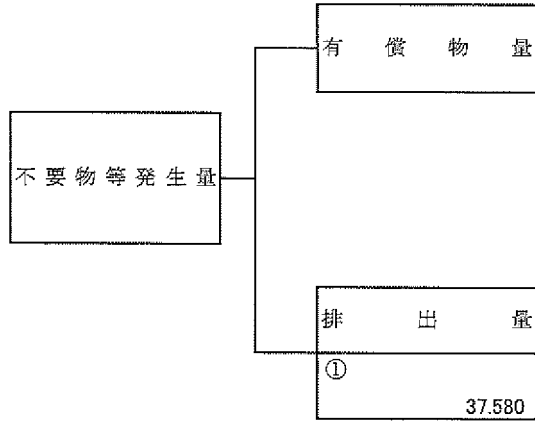 有償物量
不要物等発生量
排出量
①
37.580